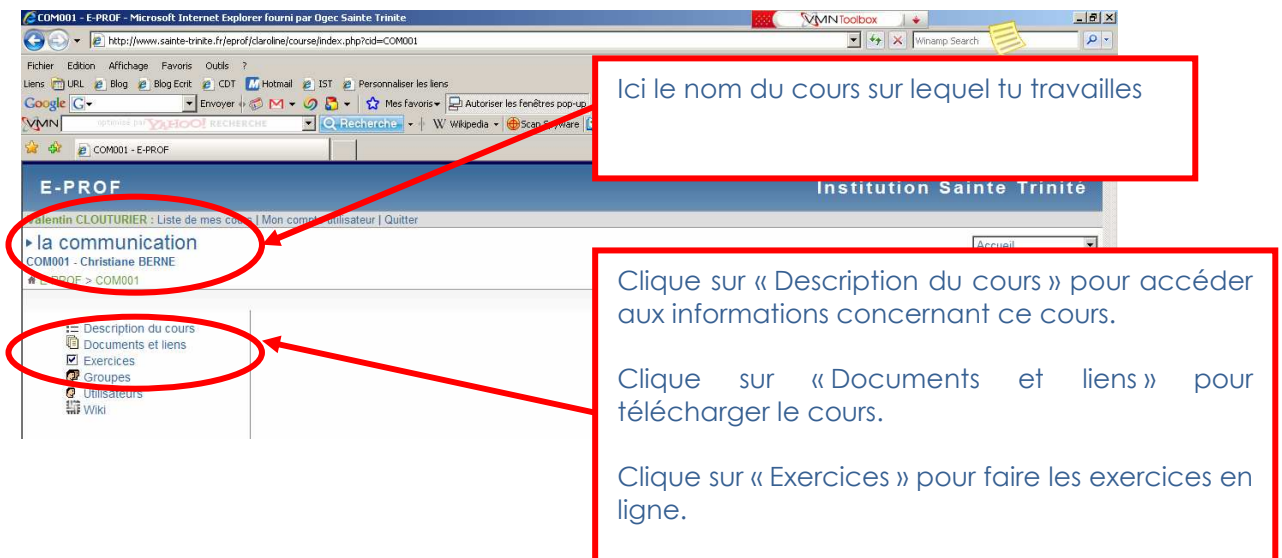 COM001 - E-PROF - Microsoft Internet Explorer fourni par Ogec Sainte Trinite
VMN Toolbox
http://www.sainte-trinite.fr/eprof/claroline/course/index.php?cid=COM001
Winamp Search
Fichier Edition Affichage Favoris Outils ?
Liens URL Blog Blog Ecrit CDT Hotmail IST Personnaliser les liens
Google G Envoyer Mes favoris Autoriser les fenêtres pop-up
VMN optimisé par YAHOO! RECHERCHE Recherche W Wikipedia Scan Spyware
COM001 - E-PROF
Ici le nom du cours sur lequel tu travailles
E-PROF
Institution Sainte Trinité
Valentin CLOUTURIER : Liste de mes cours | Mon compte utilisateur | Quitter
la communication
Accueil
COM001 - Christiane BERNE
E-PROF > COM001
Description du cours
Documents et liens
Exercices
Groupes
Utilisateurs
Wiki
Clique sur « Description du cours » pour accéder
aux informations concernant ce cours.
Clique sur « Documents et liens » pour
télécharger le cours.
Clique sur « Exercices » pour faire les exercices en
ligne.